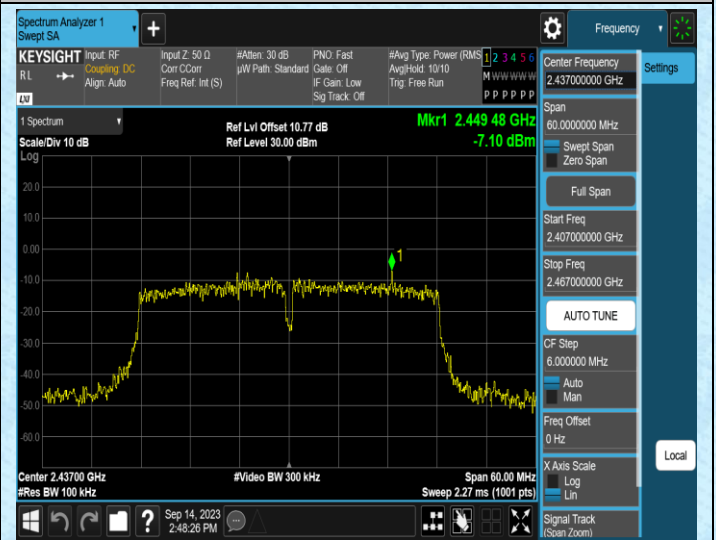 Spectrum Analyzer 1
Swept SA
+
Frequency
KEYSIGHT
RL
LXI
Input: RF
Coupling: DC
Align: Auto
Input Z: 50 Ω
Corr CCorr
Freq Ref: Int (S)
#Atten: 30 dB
µW Path: Standard
PNO: Fast
Gate: Off
IF Gain: Low
Sig Track: Off
#Avg Type: Power (RMS
Avg|Hold: 10/10
Trig: Free Run
1 2 3 4 5 6
M W W W W W
P P P P P P
1 Spectrum
Scale/Div 10 dB
Log
Ref Lvl Offset 10.77 dB
Ref Level 30.00 dBm
Mkr1 2.449 48 GHz
-7.10 dBm
20.0
10.0
0.00
-10.0
-20.0
-30.0
-40.0
-50.0
-60.0
1
Center 2.43700 GHz
#Res BW 100 kHz
#Video BW 300 kHz
Span 60.00 MHz
Sweep 2.27 ms (1001 pts)
?
Sep 14, 2023
2:48:26 PM
Center Frequency
2.437000000 GHz
Span
60.0000000 MHz
Swept Span
Zero Span
Full Span
Start Freq
2.407000000 GHz
Stop Freq
2.467000000 GHz
AUTO TUNE
CF Step
6.000000 MHz
Auto
Man
Freq Offset
0 Hz
X Axis Scale
Log
Lin
Signal Track
(Span Zoom)
Settings
Local